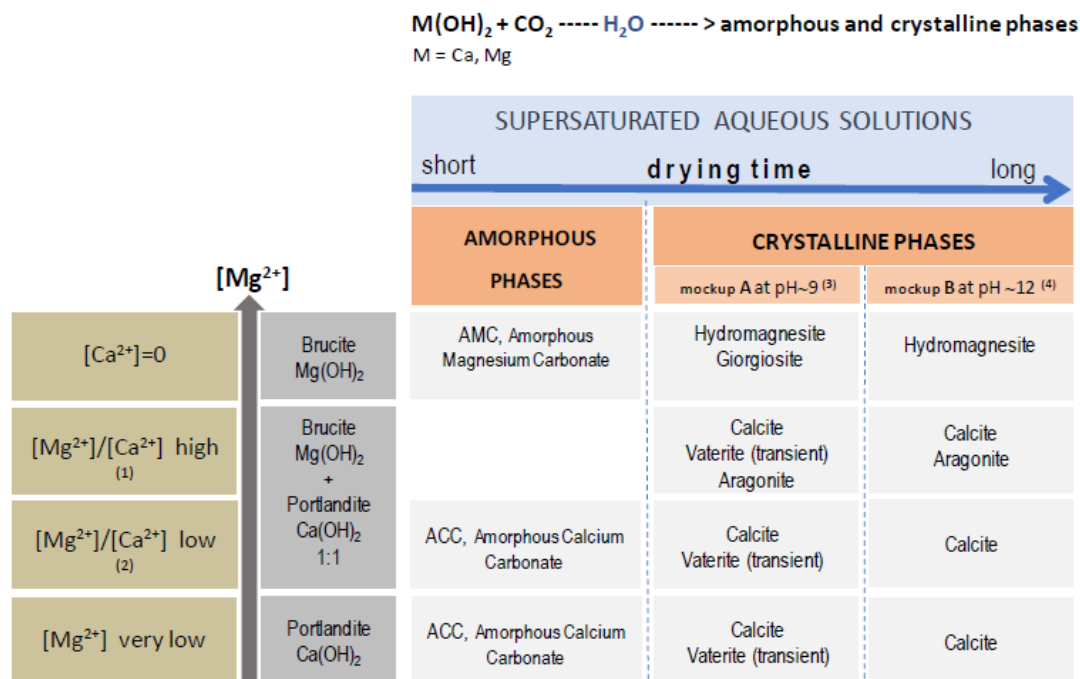 M(OH)₂ + CO₂ ----- H₂O ------ > amorphous and crystalline phases
M = Ca, Mg
SUPERSATURATED AQUEOUS SOLUTIONS
short drying time long
AMORPHOUS
PHASES
CRYSTALLINE PHASES
mockup A at pH~9 ⁽³⁾
mockup B at pH ~12 ⁽⁴⁾
[Mg²⁺]
[Ca²⁺]=0
Brucite
Mg(OH)₂
AMC, Amorphous
Magnesium Carbonate
Hydromagnesite
Giorgiosite
Hydromagnesite
[Mg²⁺]/[Ca²⁺] high
(1)
Brucite
Mg(OH)₂
+
Portlandite
Ca(OH)₂
1:1
Calcite
Vaterite (transient)
Aragonite
Calcite
Aragonite
[Mg²⁺]/[Ca²⁺] low
(2)
ACC, Amorphous Calcium
Carbonate
Calcite
Vaterite (transient)
Calcite
[Mg²⁺] very low
Portlandite
Ca(OH)₂
ACC, Amorphous Calcium
Carbonate
Calcite
Vaterite (transient)
Calcite